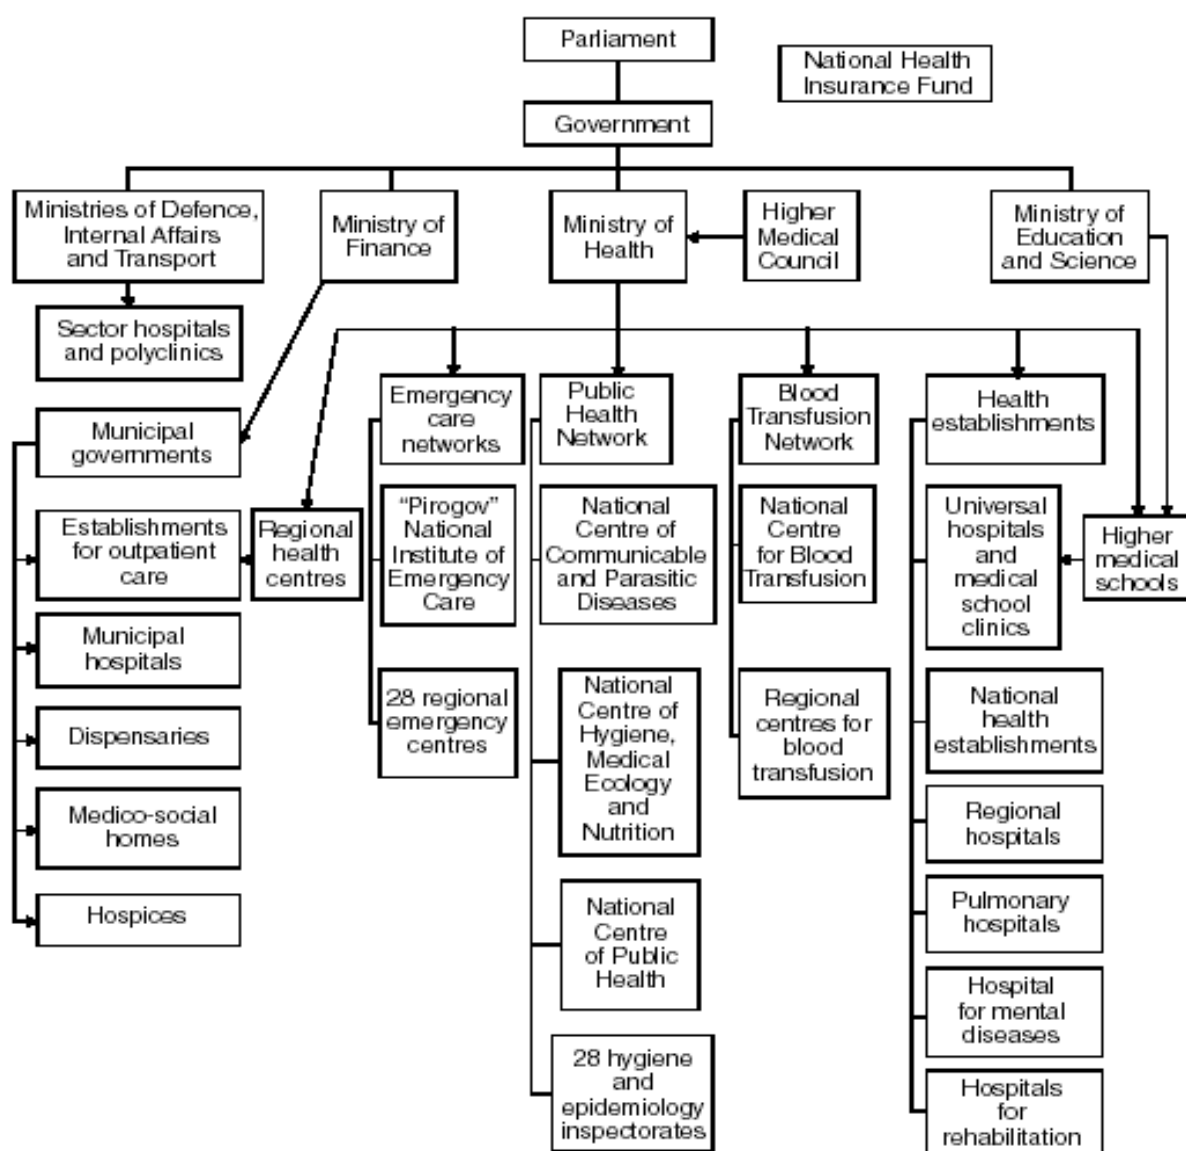 Parliament
National Health
Insurance Fund
Government
Ministries of Defence,
Internal Affairs
and Transport
Ministry of
Finance
Ministry of
Health
Higher
Medical
Council
Ministry of
Education
and Science
Sector hospitals
and polyclinics
Emergency
care
networks
Public
Health
Network
Blood
Transfusion
Network
Health
establishments
Municipal
governments
Establishments
for outpatient
care
Regional
health
centres
“Pirogov”
National
Institute of
Emergency
Care
National
Centre of
Communicable
and Parasitic
Diseases
National
Centre
for Blood
Transfusion
Universal
hospitals
and
medical
school
clinics
Higher
medical
schools
Municipal
hospitals
28 regional
emergency
centres
National
Centre of
Hygiene,
Medical
Ecology
and
Nutrition
Regional
centres for
blood
transfusion
National
health
establishments
Dispensaries
Medico-social
homes
Regional
hospitals
Hospices
National
Centre
of Public
Health
Pulmonary
hospitals
Hospital
for mental
diseases
28 hygiene
and
epidemiology
inspectorates
Hospitals
for
rehabilitation